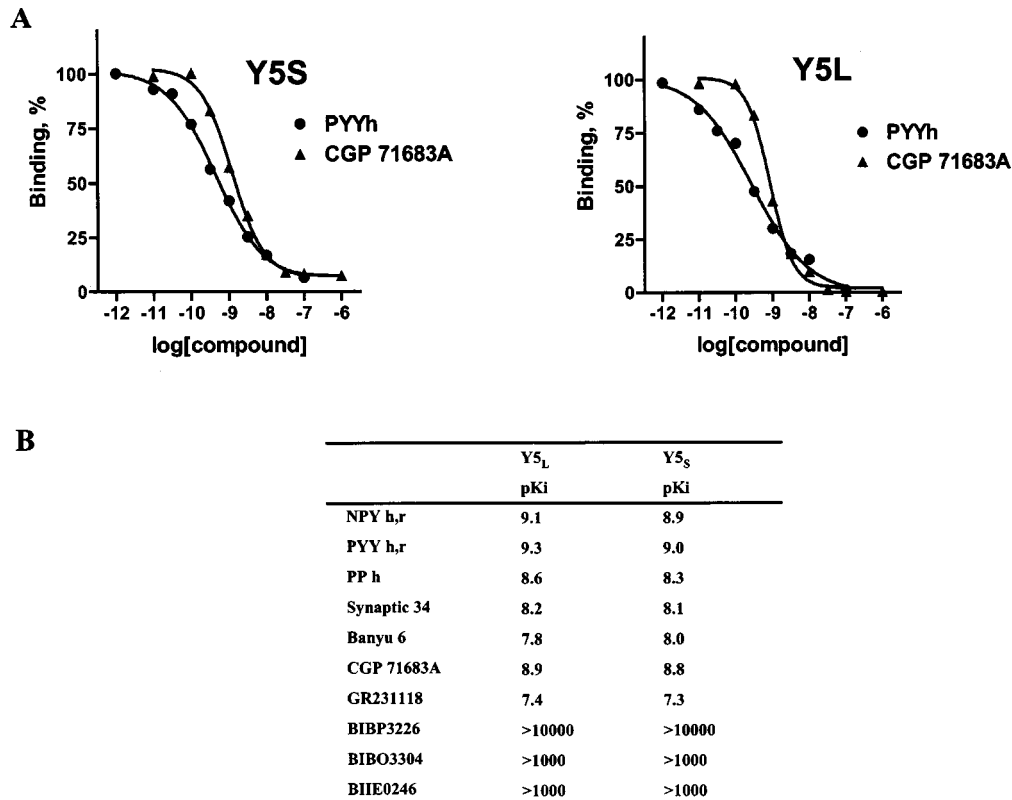 A
Y5S
PYYh
CGP 71683A
Binding, %
100
75
50
25
0
-12 -11 -10 -9 -8 -7 -6
log[compound]
Y5L
PYYh
CGP 71683A
Binding, %
100
75
50
25
0
-12 -11 -10 -9 -8 -7 -6
log[compound]
B
Y5L Y5S
pKi pKi
NPY h,r 9.1 8.9
PYY h,r 9.3 9.0
PP h 8.6 8.3
Synaptic 34 8.2 8.1
Banyu 6 7.8 8.0
CGP 71683A 8.9 8.8
GR231118 7.4 7.3
BIBP3226 >10000 >10000
BIBO3304 >1000 >1000
BIIE0246 >1000 >1000